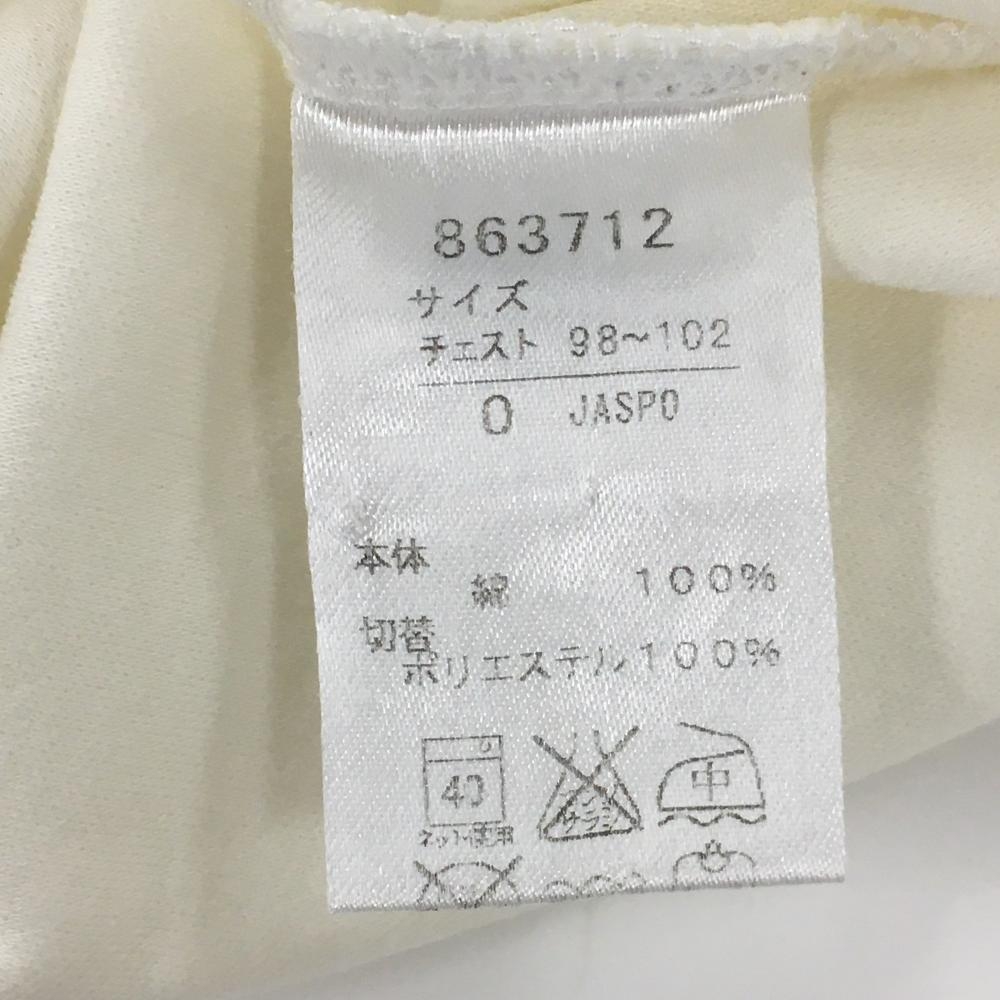 863712
サイズ
チェスト 98~102
O JASPO
本体
綿 100%
切替
ポリエステル100%
40
中
ネット使用